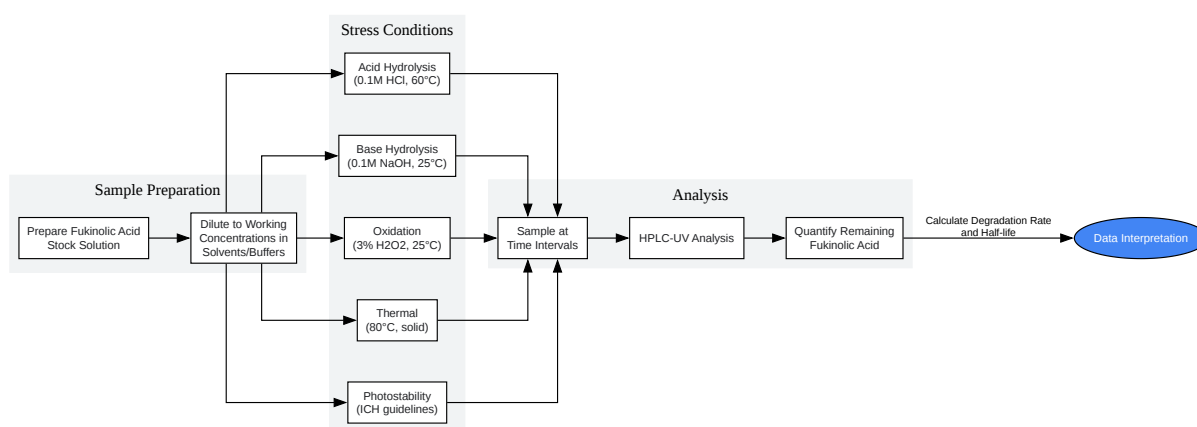 Stress Conditions
Acid Hydrolysis
(0.1M HCl, 60°C)
Base Hydrolysis
(0.1M NaOH, 25°C)
Sample Preparation
Prepare Fukinolic Acid
Stock Solution
Dilute to Working
Concentrations in
Solvents/Buffers
Oxidation
(3% H2O2, 25°C)
Thermal
(80°C, solid)
Photostability
(ICH guidelines)
Analysis
Sample at
Time Intervals
HPLC-UV Analysis
Quantify Remaining
Fukinolic Acid
Calculate Degradation Rate
and Half-life
Data Interpretation